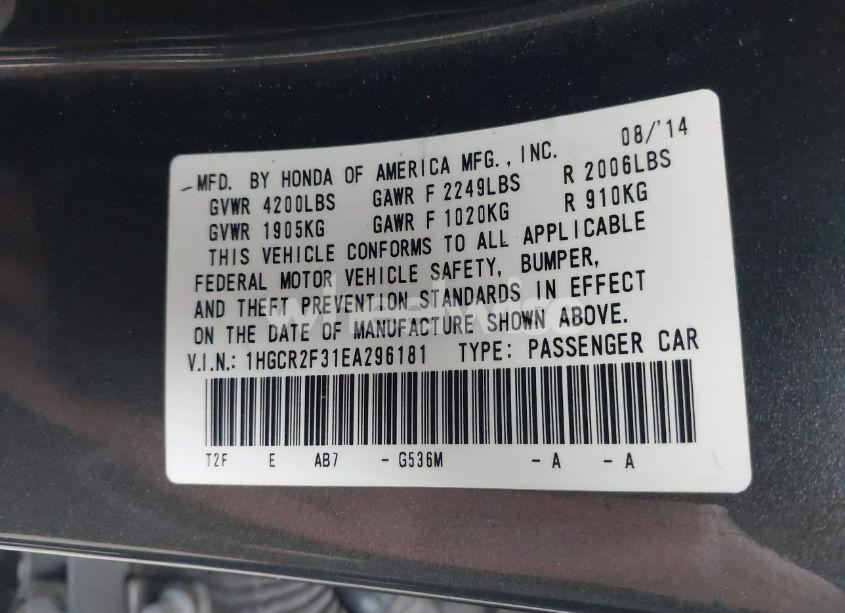 MFD. BY HONDA OF AMERICA MFG., INC. 08/'14
GVWR 4200LBS GAWR F 2249LBS R 2006LBS
GVWR 1905KG GAWR F 1020KG R 910KG
THIS VEHICLE CONFORMS TO ALL APPLICABLE
FEDERAL MOTOR VEHICLE SAFETY, BUMPER,
AND THEFT PREVENTION STANDARDS IN EFFECT
ON THE DATE OF MANUFACTURE SHOWN ABOVE.
V.I.N.: 1HGCR2F31EA296181 TYPE: PASSENGER CAR
T2F E AB7 - G536M - A - A